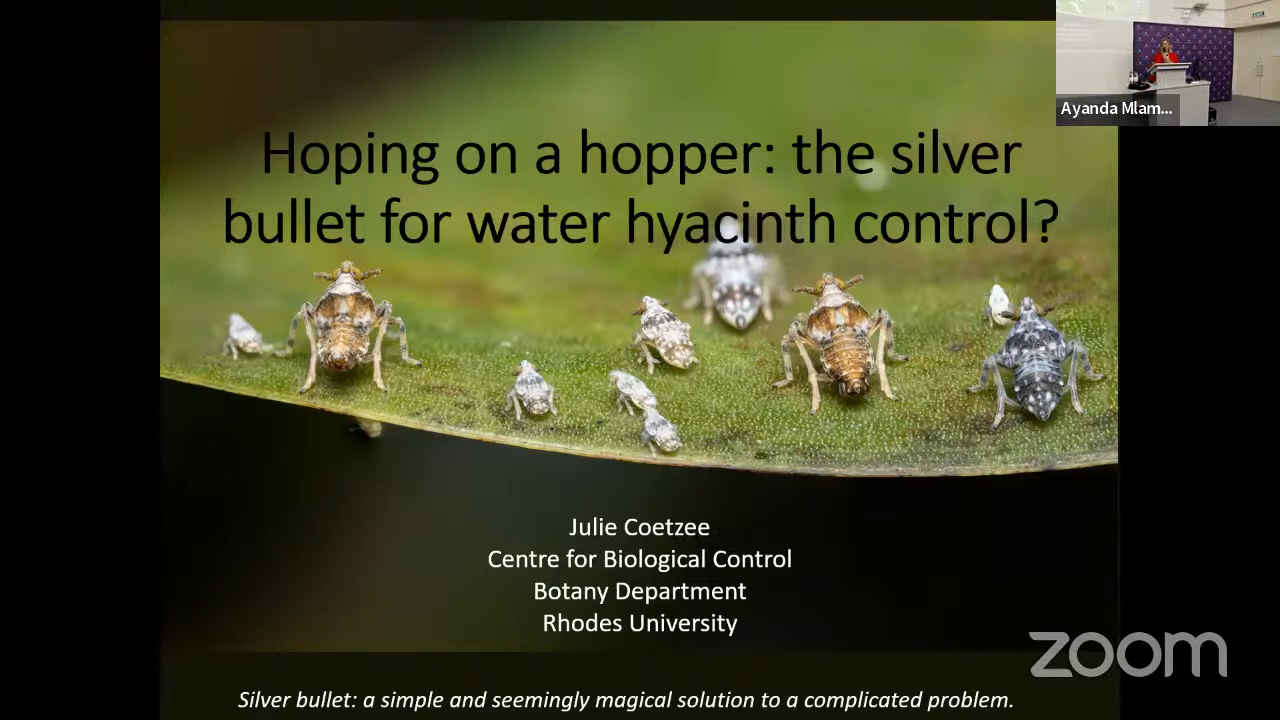 Ayanda Mlam...
Hoping on a hopper: the silver
bullet for water hyacinth control?
Julie Coetzee
Centre for Biological Control
Botany Department
Rhodes University
zoom
Silver bullet: a simple and seemingly magical solution to a complicated problem.